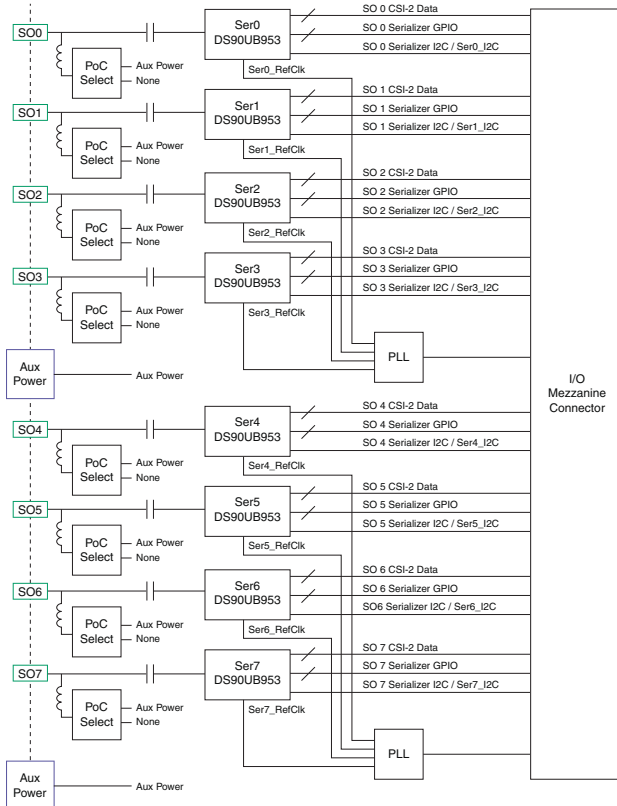 SO0
PoC
Select
Aux Power
None
Ser0
DS90UB953
Ser0_RefClk
SO 0 CSI-2 Data
SO 0 Serializer GPIO
SO 0 Serializer I2C / Ser0_I2C
SO1
PoC
Select
Aux Power
None
Ser1
DS90UB953
Ser1_RefClk
SO 1 CSI-2 Data
SO 1 Serializer GPIO
SO 1 Serializer I2C / Ser1_I2C
SO2
PoC
Select
Aux Power
None
Ser2
DS90UB953
Ser2_RefClk
SO 2 CSI-2 Data
SO 2 Serializer GPIO
SO 2 Serializer I2C / Ser2_I2C
SO3
PoC
Select
Aux Power
None
Ser3
DS90UB953
Ser3_RefClk
SO 3 CSI-2 Data
SO 3 Serializer GPIO
SO 3 Serializer I2C / Ser3_I2C
PLL
Aux
Power
Aux Power
I/O
Mezzanine
Connector
SO4
PoC
Select
Aux Power
None
Ser4
DS90UB953
Ser4_RefClk
SO 4 CSI-2 Data
SO 4 Serializer GPIO
SO 4 Serializer I2C / Ser4_I2C
SO5
PoC
Select
Aux Power
None
Ser5
DS90UB953
Ser5_RefClk
SO 5 CSI-2 Data
SO 5 Serializer GPIO
SO 5 Serializer I2C / Ser5_I2C
SO6
PoC
Select
Aux Power
None
Ser6
DS90UB953
Ser6_RefClk
SO 6 CSI-2 Data
SO 6 Serializer GPIO
SO6 Serializer I2C / Ser6_I2C
SO7
PoC
Select
Aux Power
None
Ser7
DS90UB953
Ser7_RefClk
SO 7 CSI-2 Data
SO 7 Serializer GPIO
SO 7 Serializer I2C / Ser7_I2C
PLL
Aux
Power
Aux Power